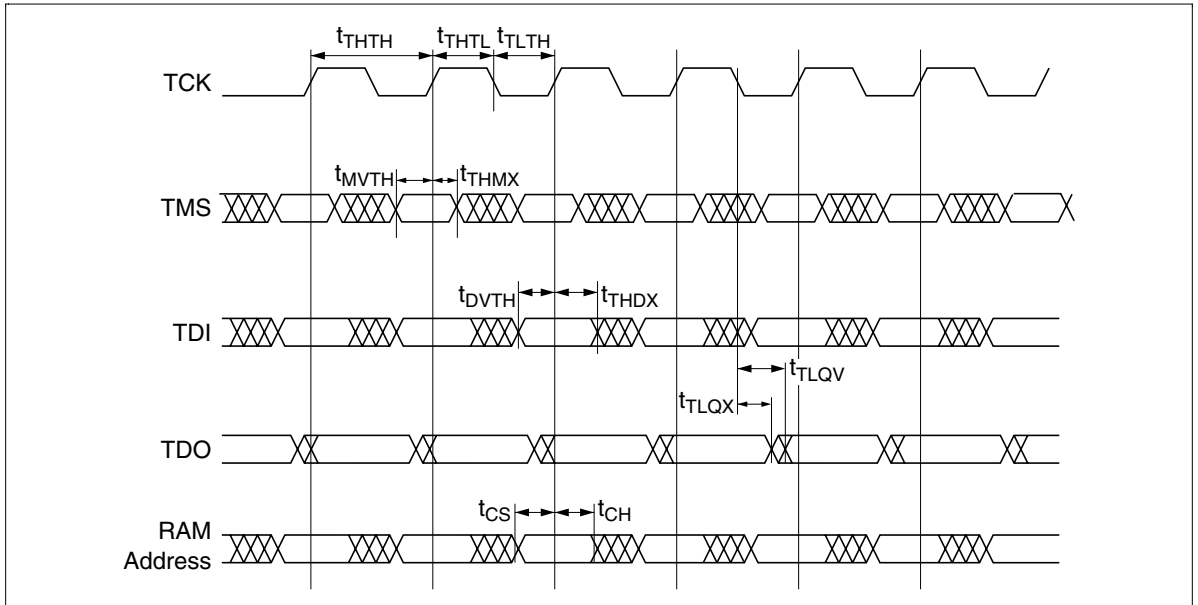 tTHTH tTHTL tTLTH
TCK
tMVTH tTHMX
TMS
tDVTH tTHDX
TDI
tTLQV
tTLQX
TDO
tCS tCH
RAM
Address